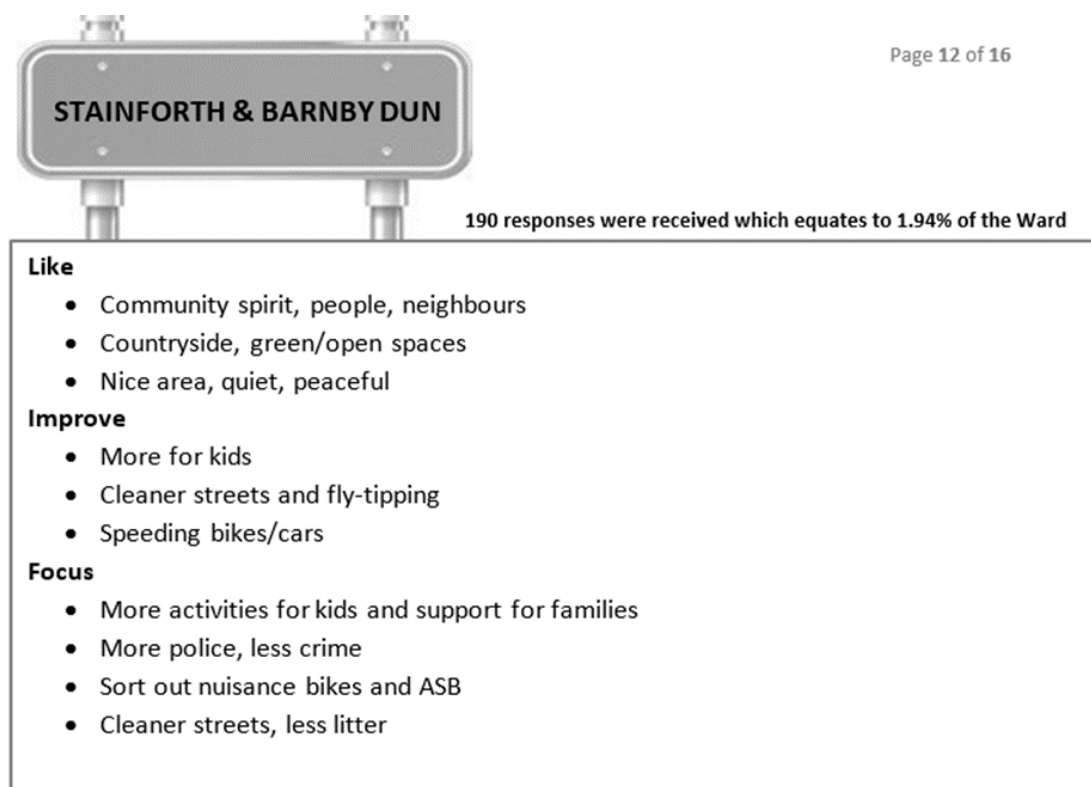 Page 12 of 16
STAINFORTH & BARNBY DUN
190 responses were received which equates to 1.94% of the Ward
Like
• Community spirit, people, neighbours
• Countryside, green/open spaces
• Nice area, quiet, peaceful
Improve
• More for kids
• Cleaner streets and fly-tipping
• Speeding bikes/cars
Focus
• More activities for kids and support for families
• More police, less crime
• Sort out nuisance bikes and ASB
• Cleaner streets, less litter